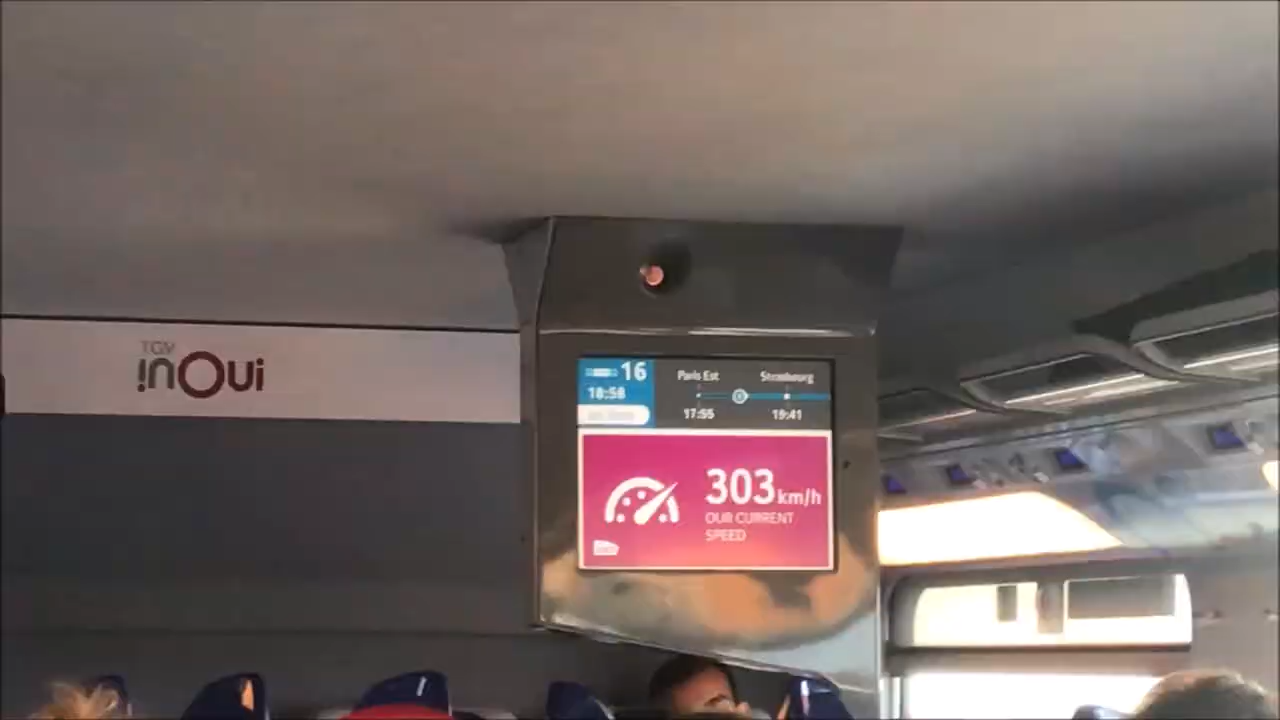 TGV
inOui
16
18:58
Paris Est
Strasbourg
17:55
19:41
303 km/h
OUR CURRENT
SPEED